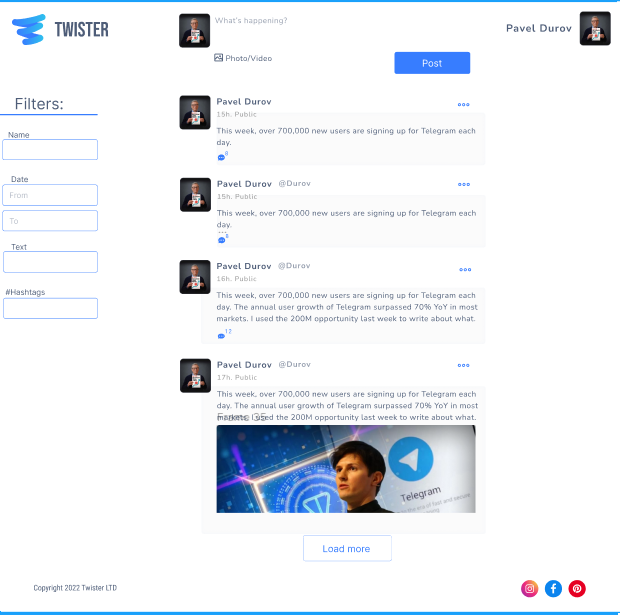 TWISTER
What's happening?
Pavel Durov
Photo/Video
Post
Filters:
Name
Date
From
To
Text
#Hashtags
Pavel Durov
15h. Public
This week, over 700,000 new users are signing up for Telegram each
day.
Pavel Durov @Durov
15h. Public
This week, over 700,000 new users are signing up for Telegram each
day.
Pavel Durov @Durov
16h. Public
This week, over 700,000 new users are signing up for Telegram each
day. The annual user growth of Telegram surpassed 70% YoY in most
markets. I used the 200M opportunity last week to write about what.
12
Pavel Durov @Durov
17h. Public
This week, over 700,000 new users are signing up for Telegram each
day. The annual user growth of Telegram surpassed 70% YoY in most
markets. I used the 200M opportunity last week to write about what.
Telegram
Load more
Copyright 2022 Twister LTD